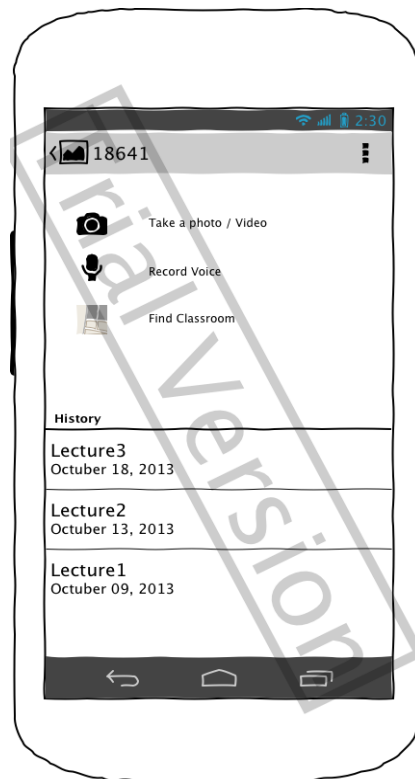 2:30
18641
Take a photo / Video
Record Voice
Find Classroom
History
Lecture3
Octuber 18, 2013
Lecture2
Octuber 13, 2013
Lecture1
Octuber 09, 2013
Trial Version